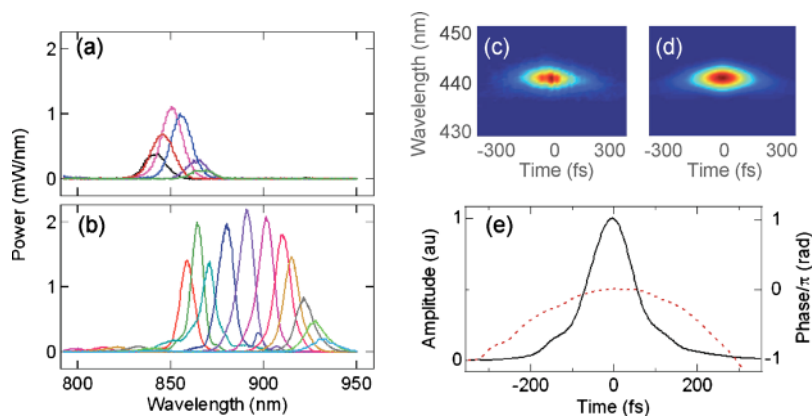 (a)
2
1
0
(b)
2
1
0
Power (mW/nm)
800
850
900
950
Wavelength (nm)
(c)
(d)
450
440
430
Wavelength (nm)
-300
0
300
-300
0
300
Time (fs)
Time (fs)
(e)
1
0
Amplitude (au)
1
0
-1
Phase/π (rad)
-200
0
200
Time (fs)